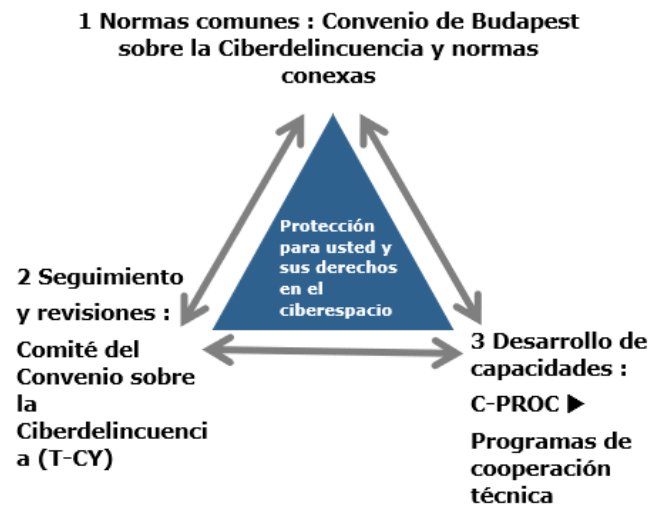 1 Normas comunes : Convenio de Budapest
sobre la Ciberdelincuencia y normas
conexas
Protección
para usted y
sus derechos
en el
ciberespacio
2 Seguimiento
y revisiones :
Comité del
Convenio sobre
la
Ciberdelincuenci
a (T-CY)
3 Desarrollo de
capacidades :
C-PROC ▶
Programas de
cooperación
técnica